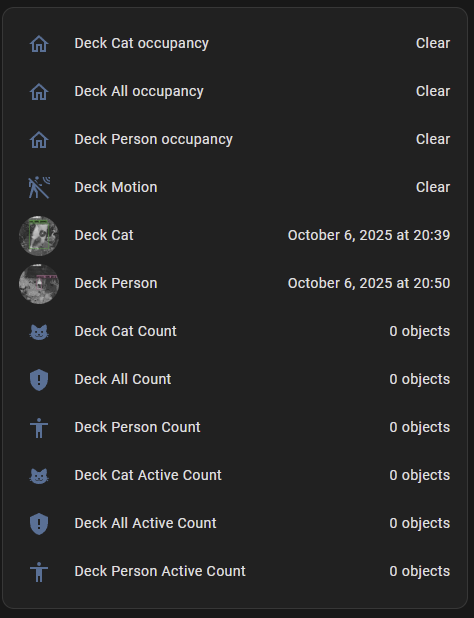 Deck Cat occupancy Clear
Deck All occupancy Clear
Deck Person occupancy Clear
Deck Motion Clear
Deck Cat October 6, 2025 at 20:39
Deck Person October 6, 2025 at 20:50
Deck Cat Count 0 objects
Deck All Count 0 objects
Deck Person Count 0 objects
Deck Cat Active Count 0 objects
Deck All Active Count 0 objects
Deck Person Active Count 0 objects